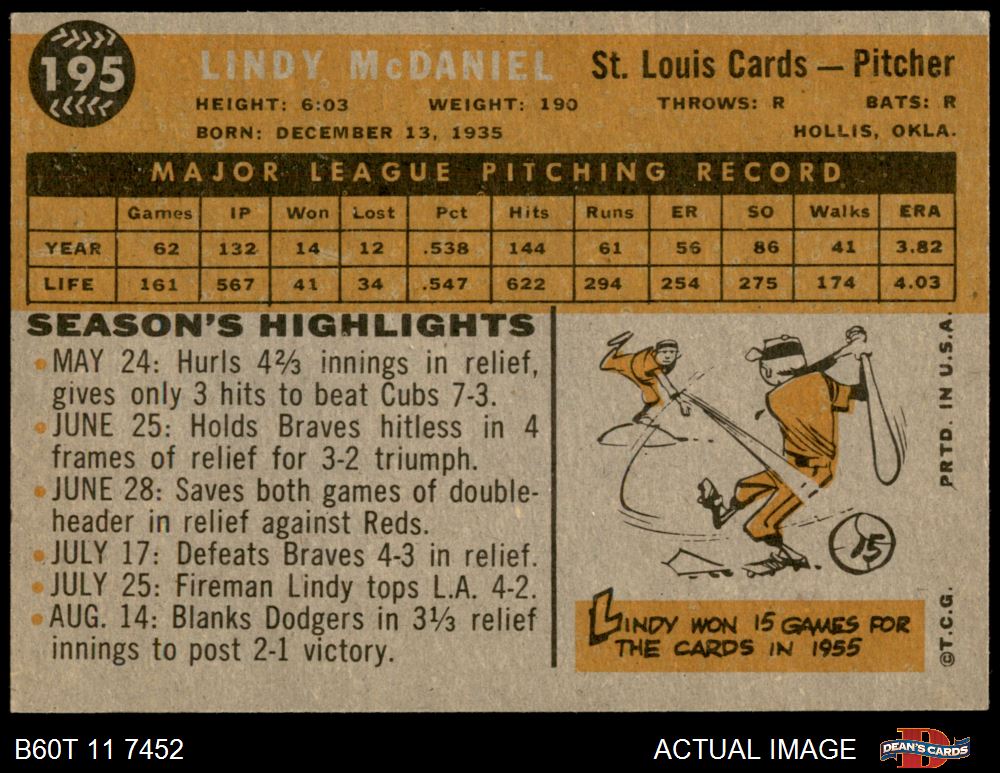 195
LINDY McDANIEL
St. Louis Cards — Pitcher
HEIGHT: 6:03 WEIGHT: 190 THROWS: R BATS: R
BORN: DECEMBER 13, 1935 HOLLIS, OKLA.
MAJOR LEAGUE PITCHING RECORD
Games IP Won Lost Pct Hits Runs ER SO Walks ERA
YEAR 62 132 14 12 .538 144 61 56 86 41 3.82
LIFE 161 567 41 34 .547 622 294 254 275 174 4.03
SEASON'S HIGHLIGHTS
• MAY 24: Hurls 4⅔ innings in relief,
gives only 3 hits to beat Cubs 7-3.
• JUNE 25: Holds Braves hitless in 4
frames of relief for 3-2 triumph.
• JUNE 28: Saves both games of double-
header in relief against Reds.
• JULY 17: Defeats Braves 4-3 in relief.
• JULY 25: Fireman Lindy tops L.A. 4-2.
• AUG. 14: Blanks Dodgers in 3⅓ relief
innings to post 2-1 victory.
15
LINDY WON 15 GAMES FOR
THE CARDS IN 1955
©T.C.G. PRTD. IN U.S.A.
B60T 11 7452
ACTUAL IMAGE
DEAN'S CARDS